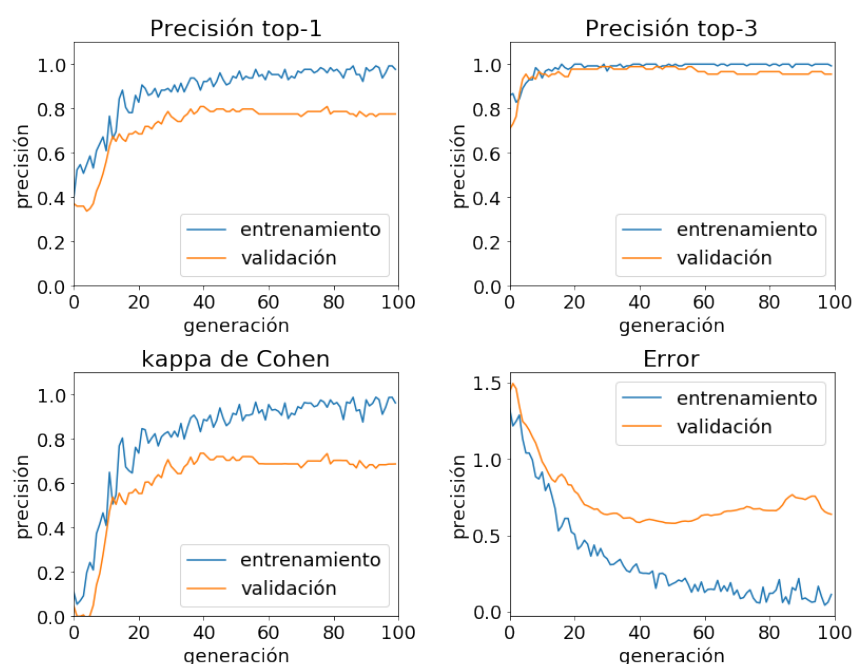 Precisión top-1
1.0
0.8
0.6
0.4
0.2
0.0
precisión
entrenamiento
validación
0 20 40 60 80 100
generación
Precisión top-3
1.0
0.8
0.6
0.4
0.2
0.0
precisión
entrenamiento
validación
0 20 40 60 80 100
generación
kappa de Cohen
1.0
0.8
0.6
0.4
0.2
0.0
precisión
entrenamiento
validación
0 20 40 60 80 100
generación
Error
1.5
1.0
0.5
0.0
precisión
entrenamiento
validación
0 20 40 60 80 100
generación